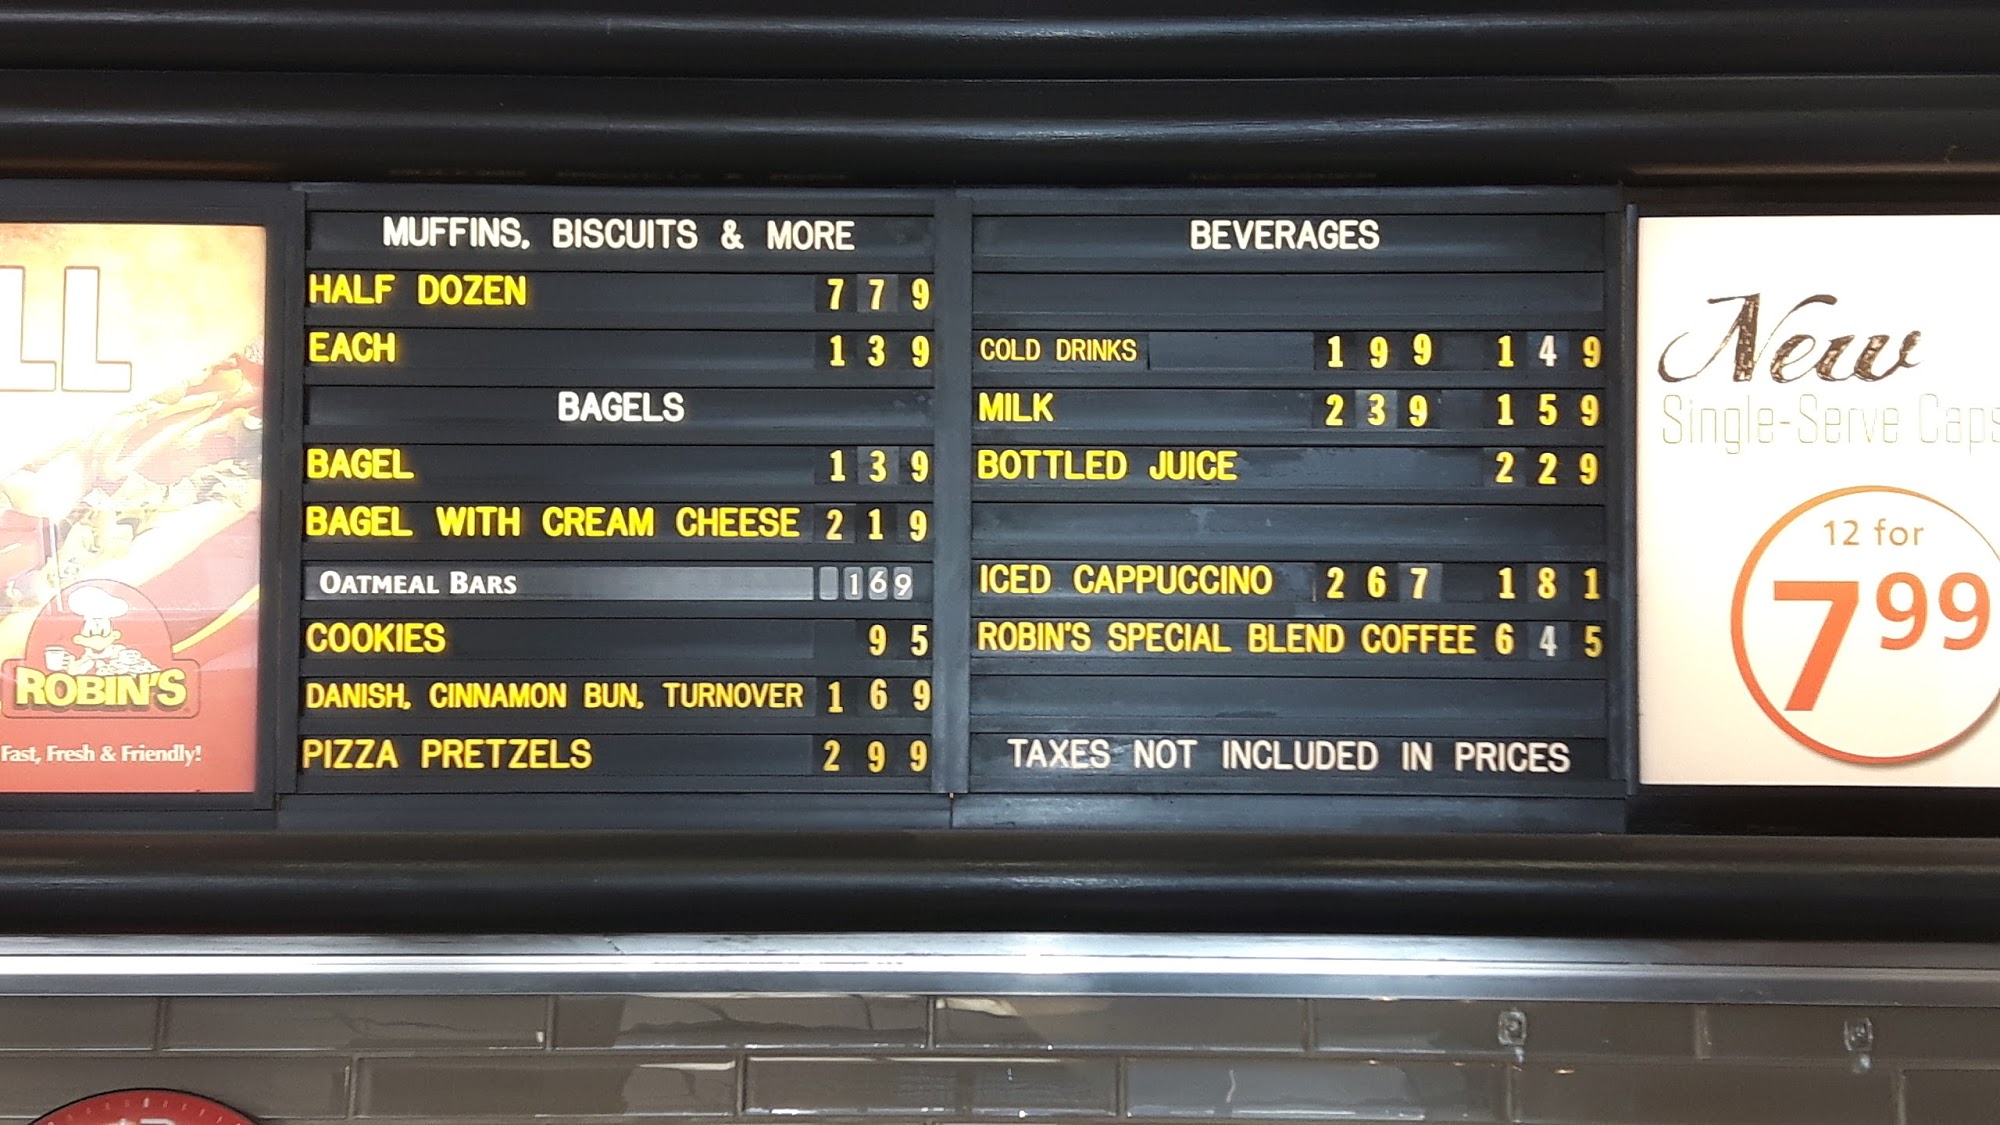 LL
ROBIN'S
Fast, Fresh & Friendly!
MUFFINS, BISCUITS & MORE
HALF DOZEN 7 7 9
EACH 1 3 9
BAGELS
BAGEL 1 3 9
BAGEL WITH CREAM CHEESE 2 1 9
OATMEAL BARS 1 6 9
COOKIES 9 5
DANISH, CINNAMON BUN, TURNOVER 1 6 9
PIZZA PRETZELS 2 9 9
BEVERAGES
COLD DRINKS 1 9 9 1 4 9
MILK 2 3 9 1 5 9
BOTTLED JUICE 2 2 9
ICED CAPPUCCINO 2 6 7 1 8 1
ROBIN'S SPECIAL BLEND COFFEE 6 4 5
TAXES NOT INCLUDED IN PRICES
New
Single-Serve Caps
12 for
7 99